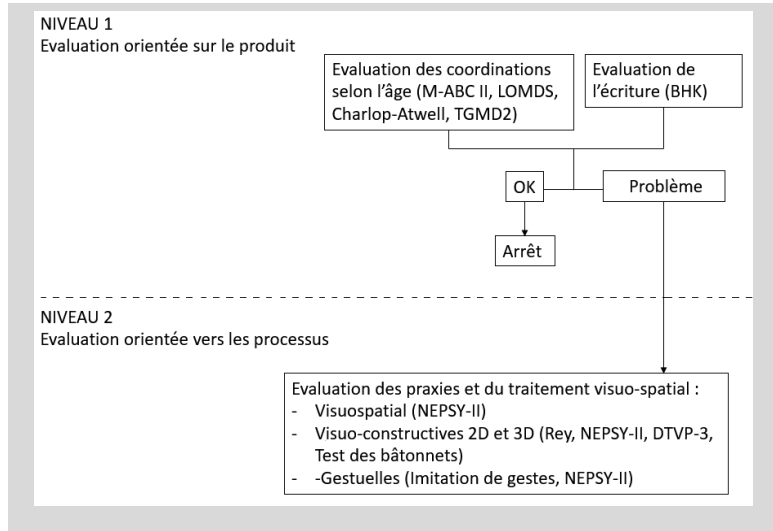 NIVEAU 1
Evaluation orientée sur le produit
Evaluation des coordinations
selon l’âge (M-ABC II, LOMDS,
Charlop-Atwell, TGMD2)
Evaluation de
l’écriture (BHK)
OK
Problème
Arrêt
NIVEAU 2
Evaluation orientée vers les processus
Evaluation des praxies et du traitement visuo-spatial :
- Visuospatial (NEPSY-II)
- Visuo-constructives 2D et 3D (Rey, NEPSY-II, DTVP-3,
Test des bâtonnets)
- -Gestuelles (Imitation de gestes, NEPSY-II)